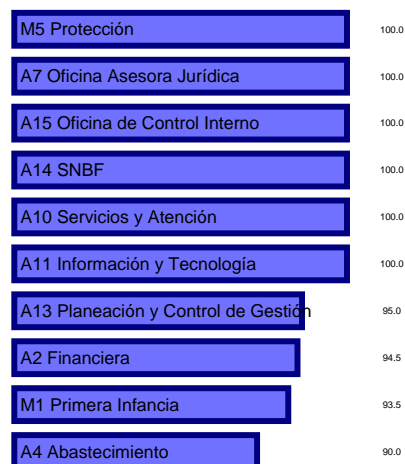 M5 Protección 100.0
A7 Oficina Asesora Jurídica 100.0
A15 Oficina de Control Interno 100.0
A14 SNBF 100.0
A10 Servicios y Atención 100.0
A11 Información y Tecnología 100.0
A13 Planeación y Control de Gestión 95.0
A2 Financiera 94.5
M1 Primera Infancia 93.5
A4 Abastecimiento 90.0